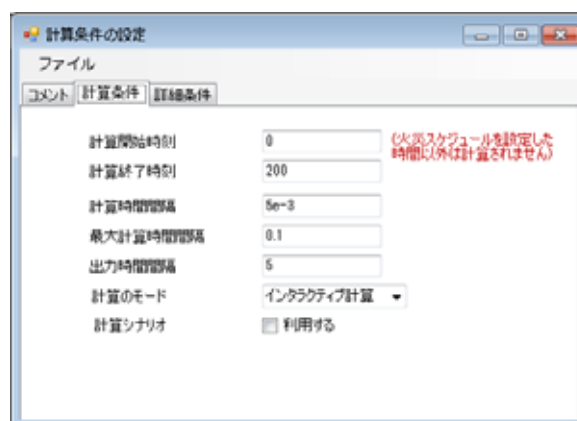 計算条件の設定
ファイル
コメント 計算条件 詳細条件
計算開始時刻 0 (火災スケジュールを設定した
時間以外は計算されません)
計算終了時刻 200
計算時間間隔 5e-3
最大計算時間間隔 0.1
出力時間間隔 5
計算のモード インタラクティブ計算
計算シナリオ 利用する